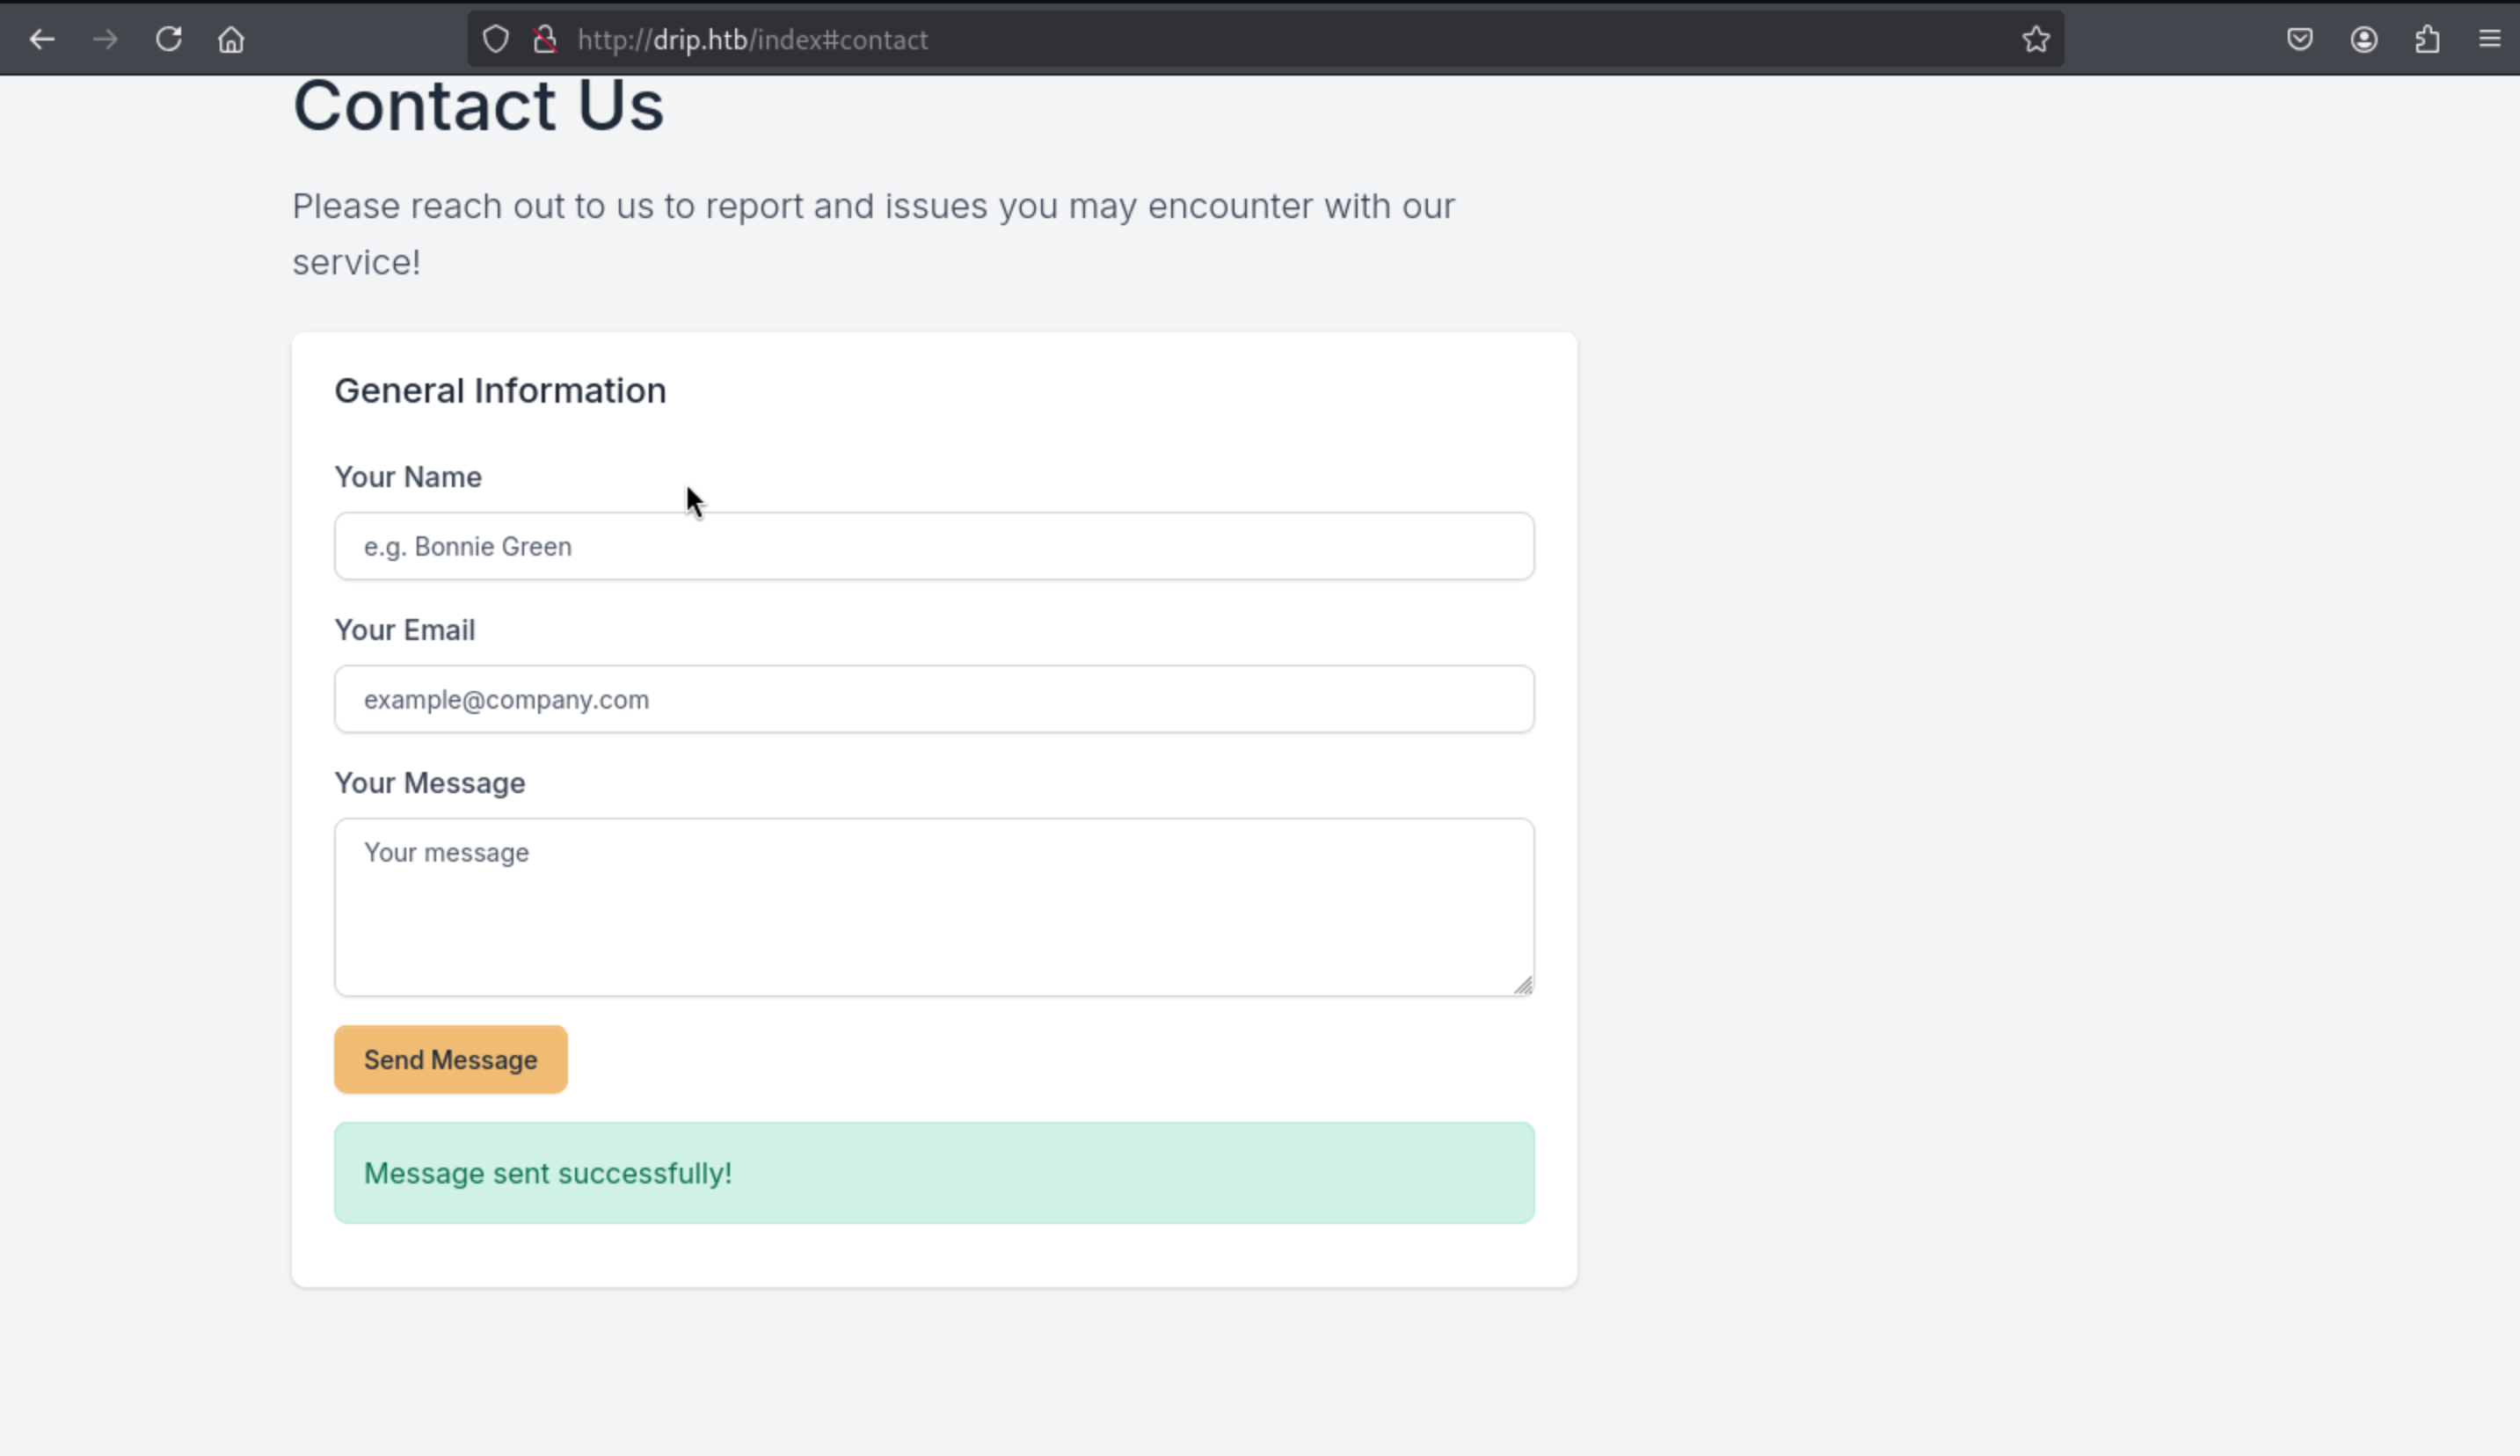 http://drip.htb/index#contact
Contact Us
Please reach out to us to report and issues you may encounter with our
service!
General Information
Your Name
e.g. Bonnie Green
Your Email
example@company.com
Your Message
Your message
Send Message
Message sent successfully!